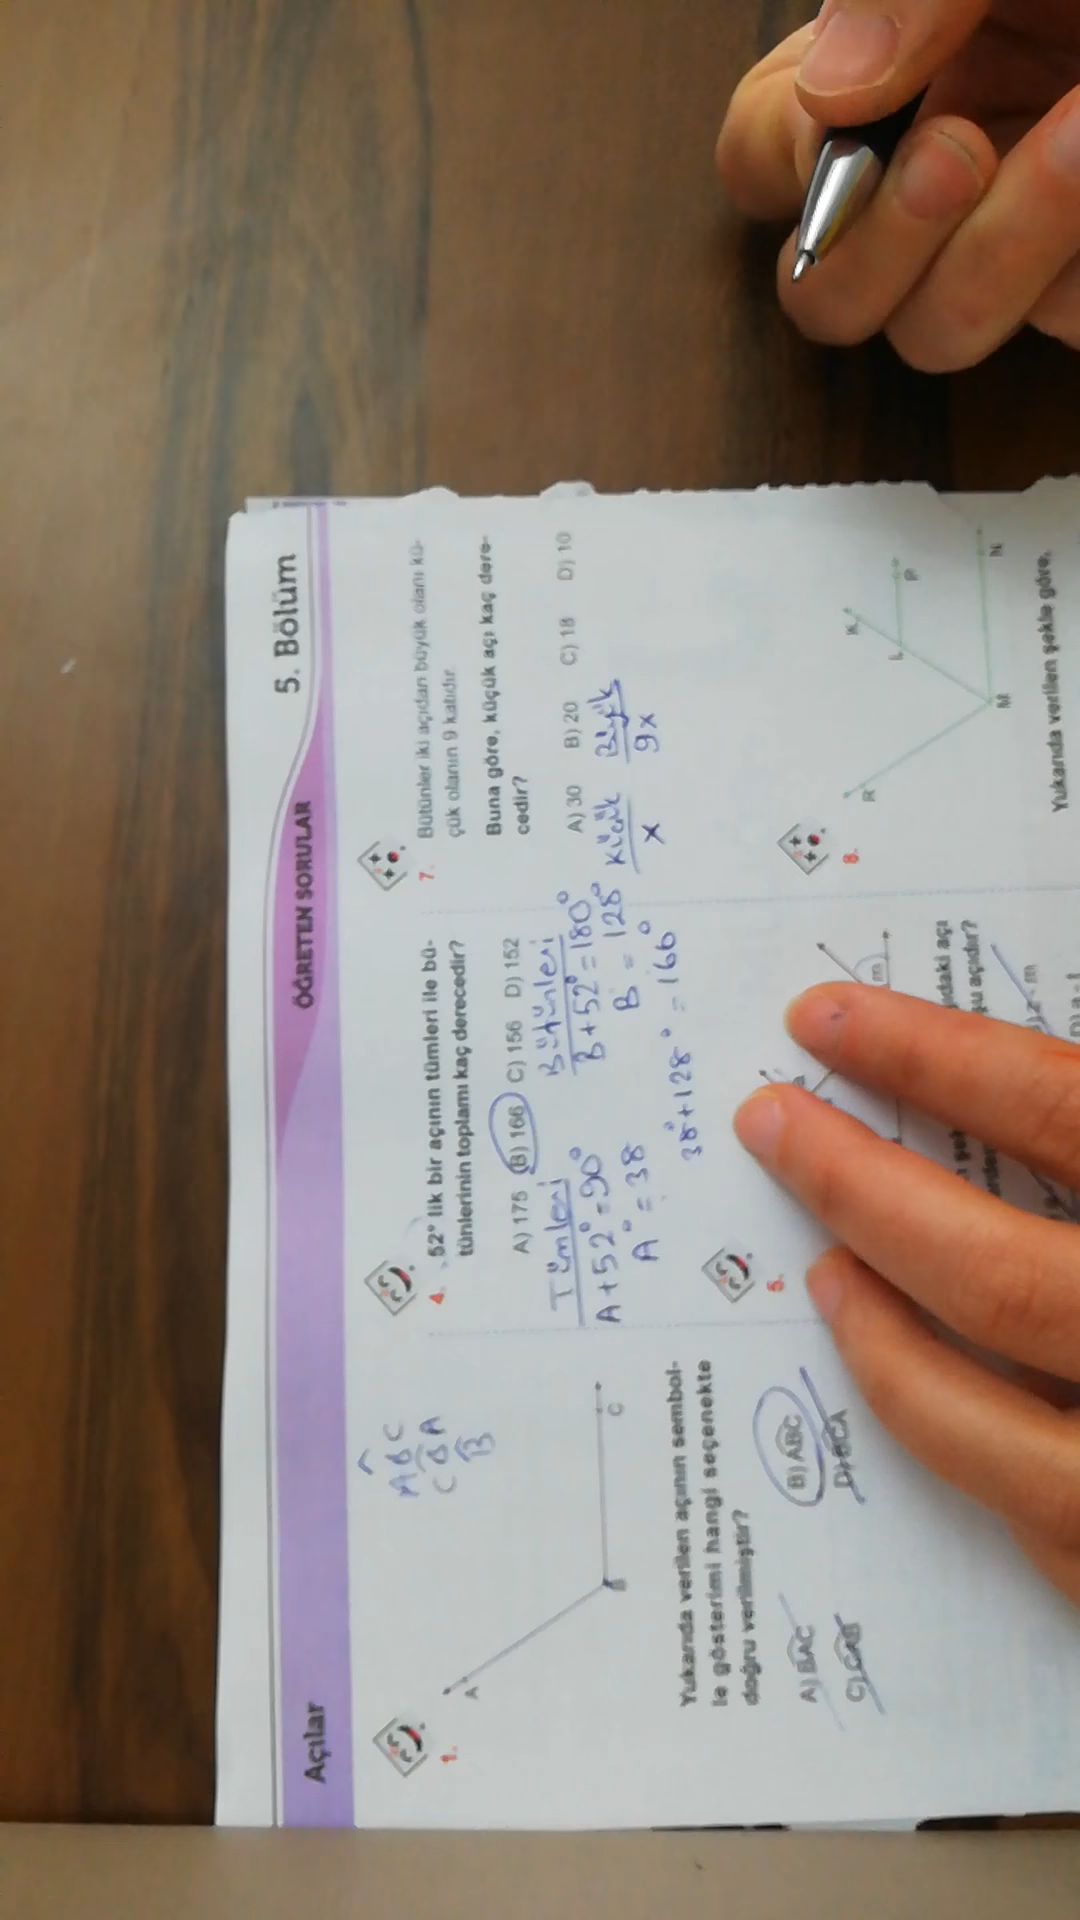 Açılar
ÖĞRETEN SORULAR
5. Bölüm
1.
A
B
C
ABC
CBA
B
Yukarıda verilen açının sembol-
le gösterimi hangi seçenekte
doğru verilmiştir?
A) BAC
B) ABC
C) CAB
D) BCA
4.
52° lik bir açının tümleri ile bü-
tünlerinin toplamı kaç derecedir?
A) 175 B) 166 C) 156 D) 152
Tümleri
A + 52° = 90°
A° = 38
Bütünleri
B + 52° = 180°
B = 128°
38° + 128° = 166°
5.
m
7.
Bütünler iki açıdan büyük olanı kü-
çük olanın 9 katıdır.
Buna göre, küçük açı kaç dere-
cedir?
A) 30 B) 20 C) 18 D) 10
Küçük Büyük
x 9x
8.
K
L
P
R
M
N
Yukarıda verilen şekle göre,